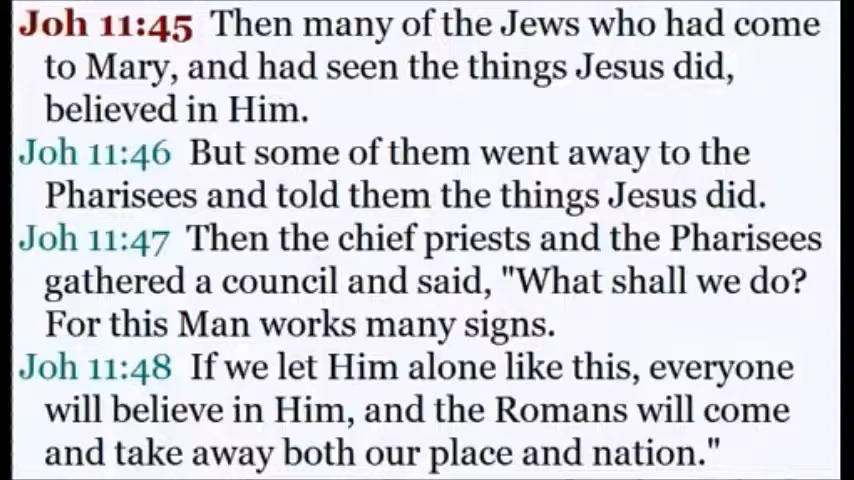 Joh 11:45 Then many of the Jews who had come
to Mary, and had seen the things Jesus did,
believed in Him.
Joh 11:46 But some of them went away to the
Pharisees and told them the things Jesus did.
Joh 11:47 Then the chief priests and the Pharisees
gathered a council and said, "What shall we do?
For this Man works many signs.
Joh 11:48 If we let Him alone like this, everyone
will believe in Him, and the Romans will come
and take away both our place and nation."